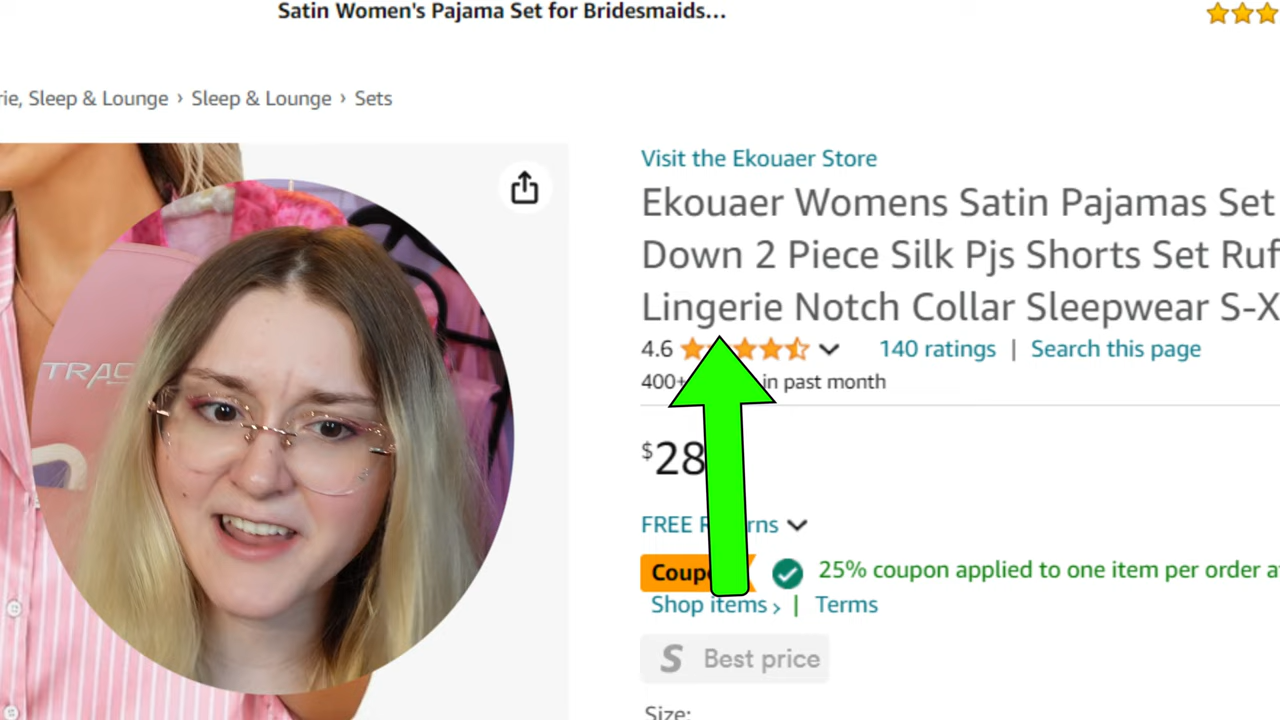 Satin Women's Pajama Set for Bridesmaids…
rie, Sleep & Lounge › Sleep & Lounge › Sets
Visit the Ekouaer Store
Ekouaer Womens Satin Pajamas Set
Down 2 Piece Silk Pjs Shorts Set Ruf
Lingerie Notch Collar Sleepwear S-X
4.6 140 ratings | Search this page
400+ in past month
$28
FREE
25% coupon applied to one item per order a
Shop items › | Terms
S Best price
Size: